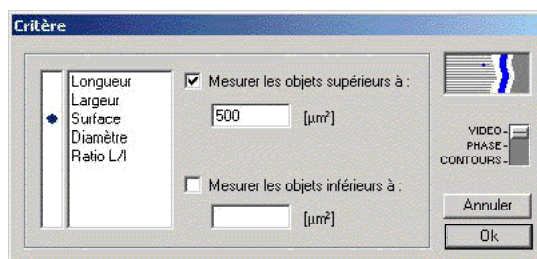 Critère
Longueur
Largeur
Surface
Diamètre
Ratio L/l
Mesurer les objets supérieurs à :
500 [µm²]
Mesurer les objets inférieurs à :
[µm²]
VIDEO
PHASE
CONTOURS
Annuler
Ok